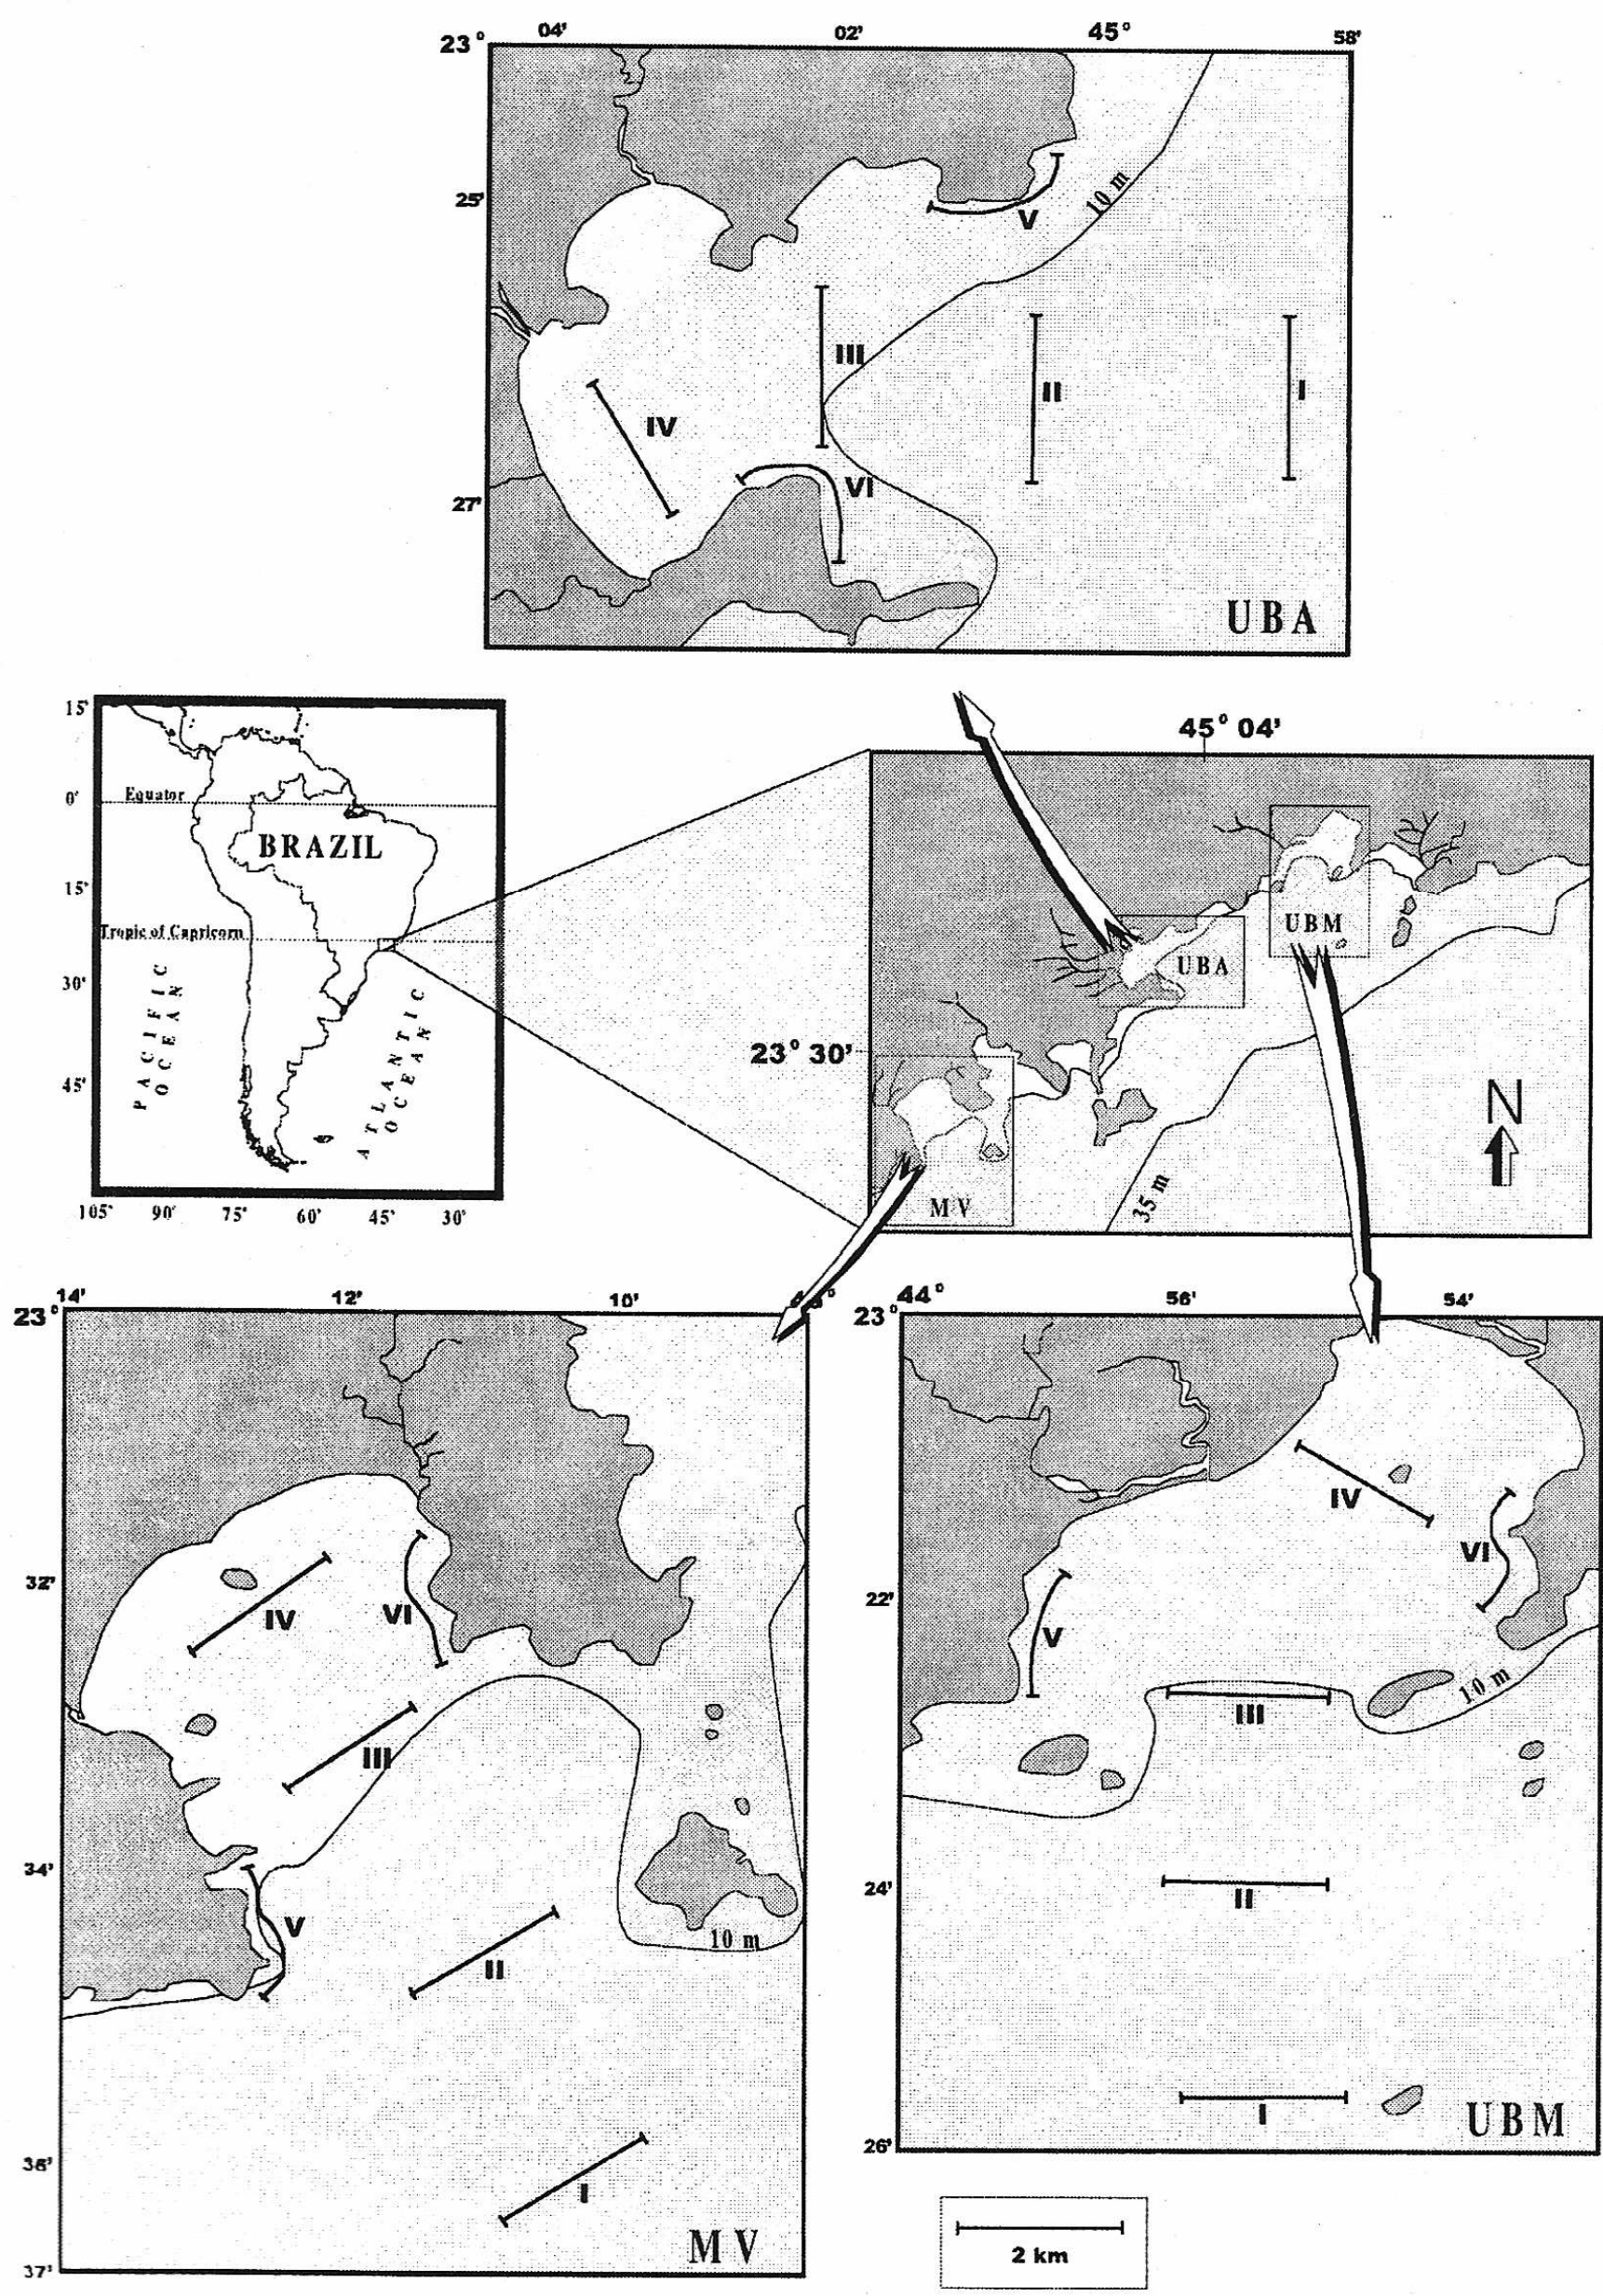 04' 02' 45° 58'
23°
25'
27'
10 m
V
III
II
I
IV
VI
UBA
15°
0°
15°
30°
45°
105° 90° 75° 60° 45° 30°
Equator
BRAZIL
Tropic of Capricorn
PACIFIC
OCEAN
ATLANTIC
OCEAN
45° 04'
23° 30'
UBM
UBA
MV
35 m
N
14' 12' 10'
23°
32'
34'
36'
37'
IV
VI
III
V
II
10 m
I
MV
44° 56' 54'
23°
22'
24'
26'
IV
VI
V
III
10 m
II
I
UBM
2 km